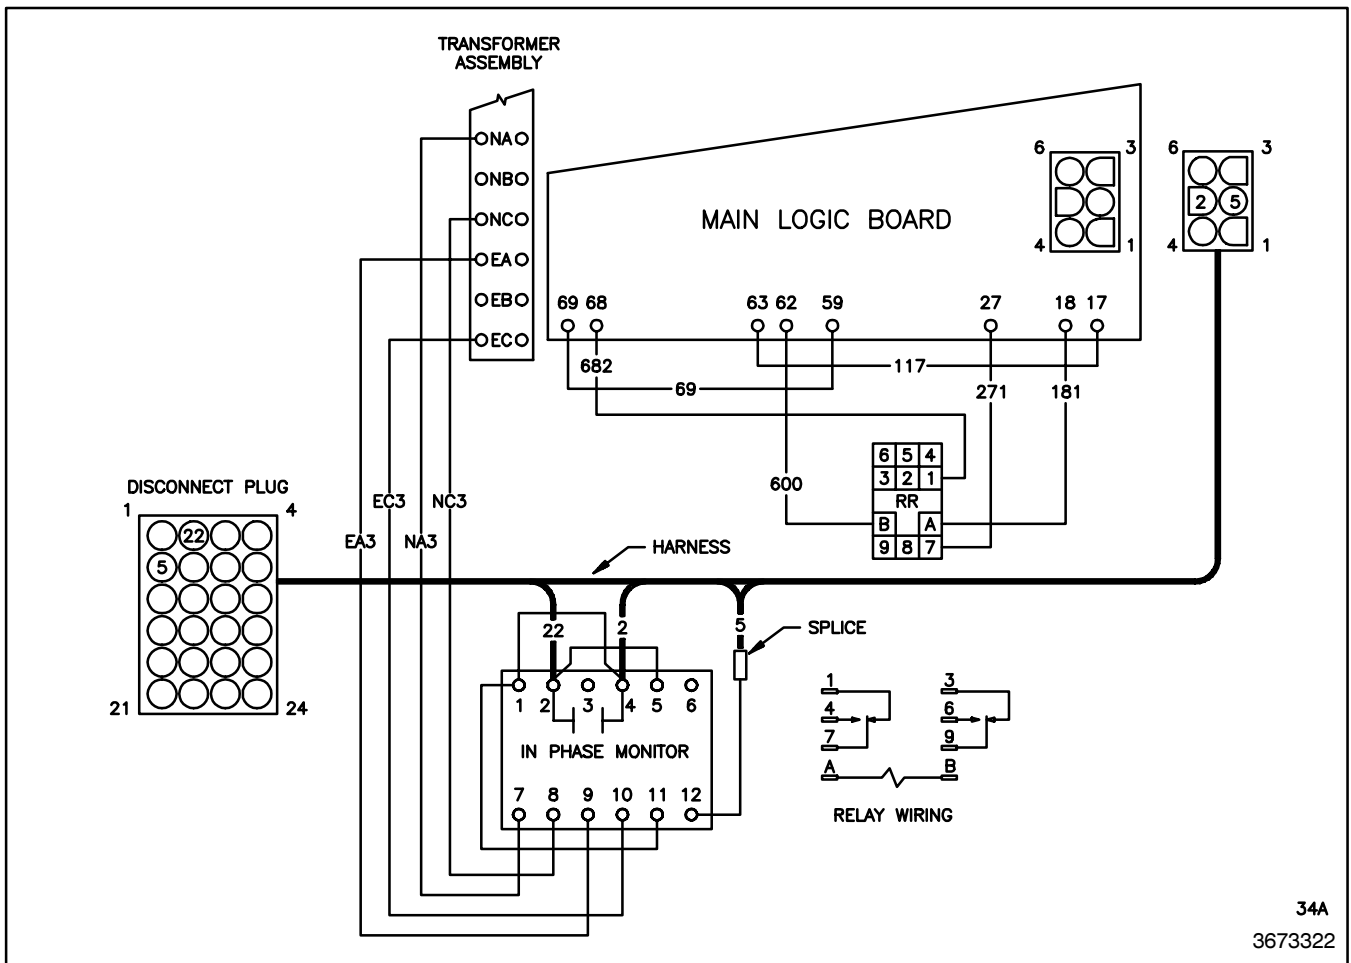 TRANSFORMER
ASSEMBLY
NA
NB
NC
EA
EB
EC
MAIN LOGIC BOARD
6 3
4 1
6 3
2 5
4 1
69 68 63 62 59 27 18 17
682
117
69
271
181
6 5 4
3 2 1
RR
B A
9 8 7
600
DISCONNECT PLUG
1 4
22
5
21 24
EC3
NC3
EA3
NA3
HARNESS
22
2
5
SPLICE
1 2 3 4 5 6
IN PHASE MONITOR
7 8 9 10 11 12
1 3
4 6
7 9
A B
RELAY WIRING
34A
3673322